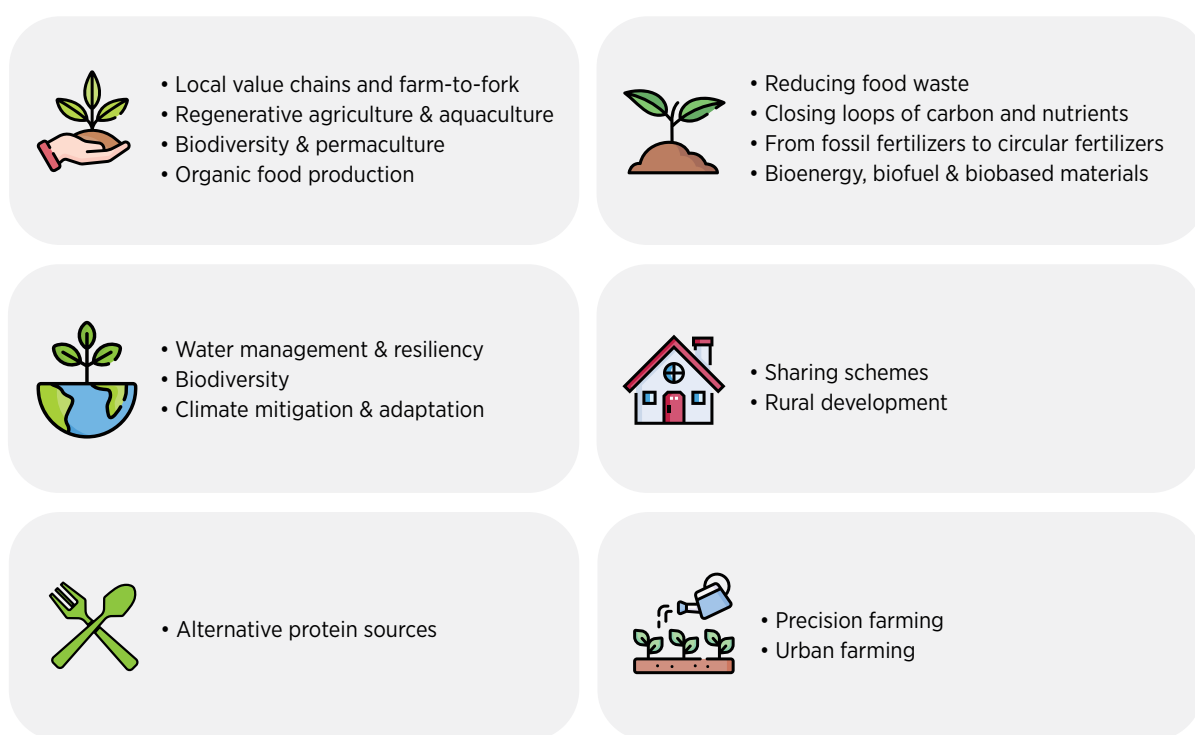 • Local value chains and farm-to-fork
• Regenerative agriculture & aquaculture
• Biodiversity & permaculture
• Organic food production
• Reducing food waste
• Closing loops of carbon and nutrients
• From fossil fertilizers to circular fertilizers
• Bioenergy, biofuel & biobased materials
• Water management & resiliency
• Biodiversity
• Climate mitigation & adaptation
• Sharing schemes
• Rural development
• Alternative protein sources
• Precision farming
• Urban farming